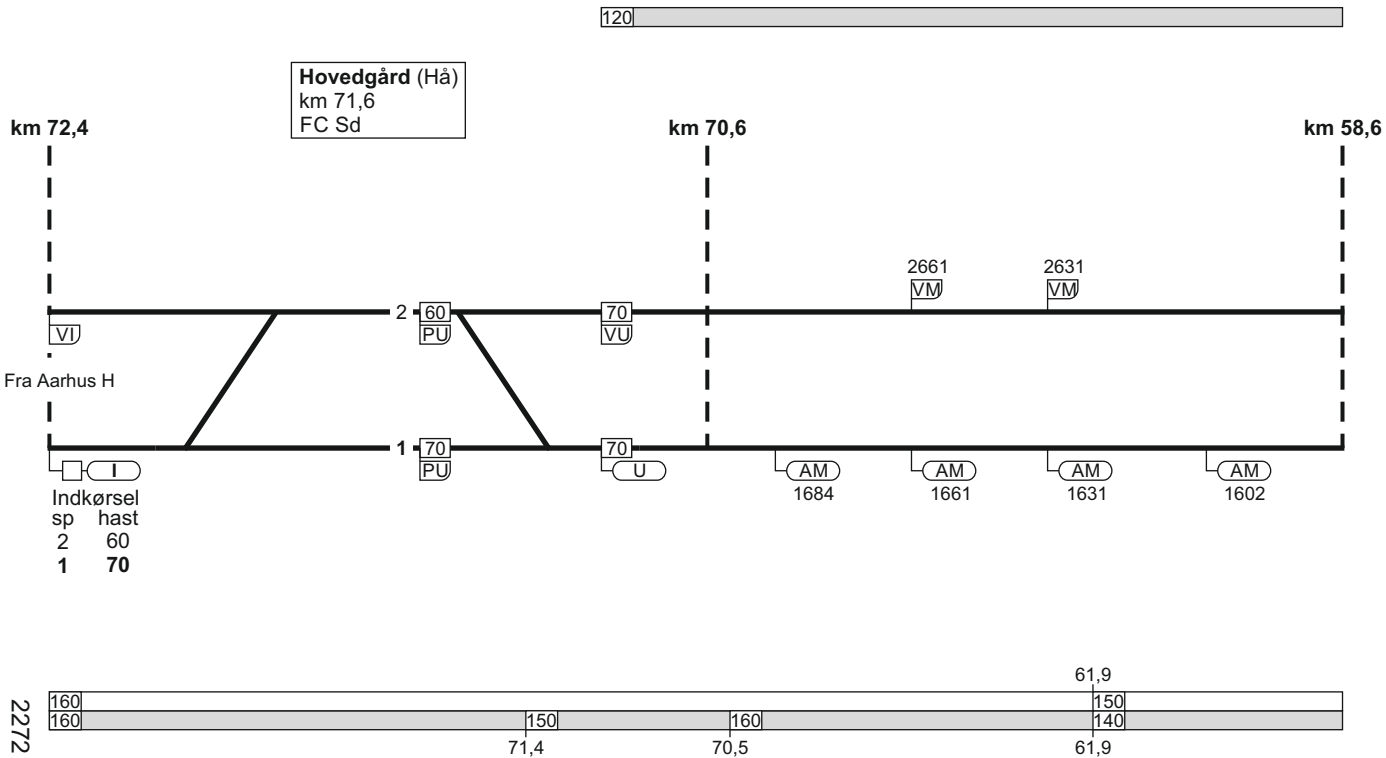 120
Hovedgård (Hå)
km 71,6
FC Sd
km 72,4
km 70,6
km 58,6
2661
2631
VM
VM
2
60
70
VI
PU
VU
Fra Aarhus H
1
70
70
I
PU
U
AM
AM
AM
AM
1684
1661
1631
1602
Indkørsel
sp hast
2 60
1 70
61,9
160
150
160
150
160
140
71,4
70,5
61,9
2272